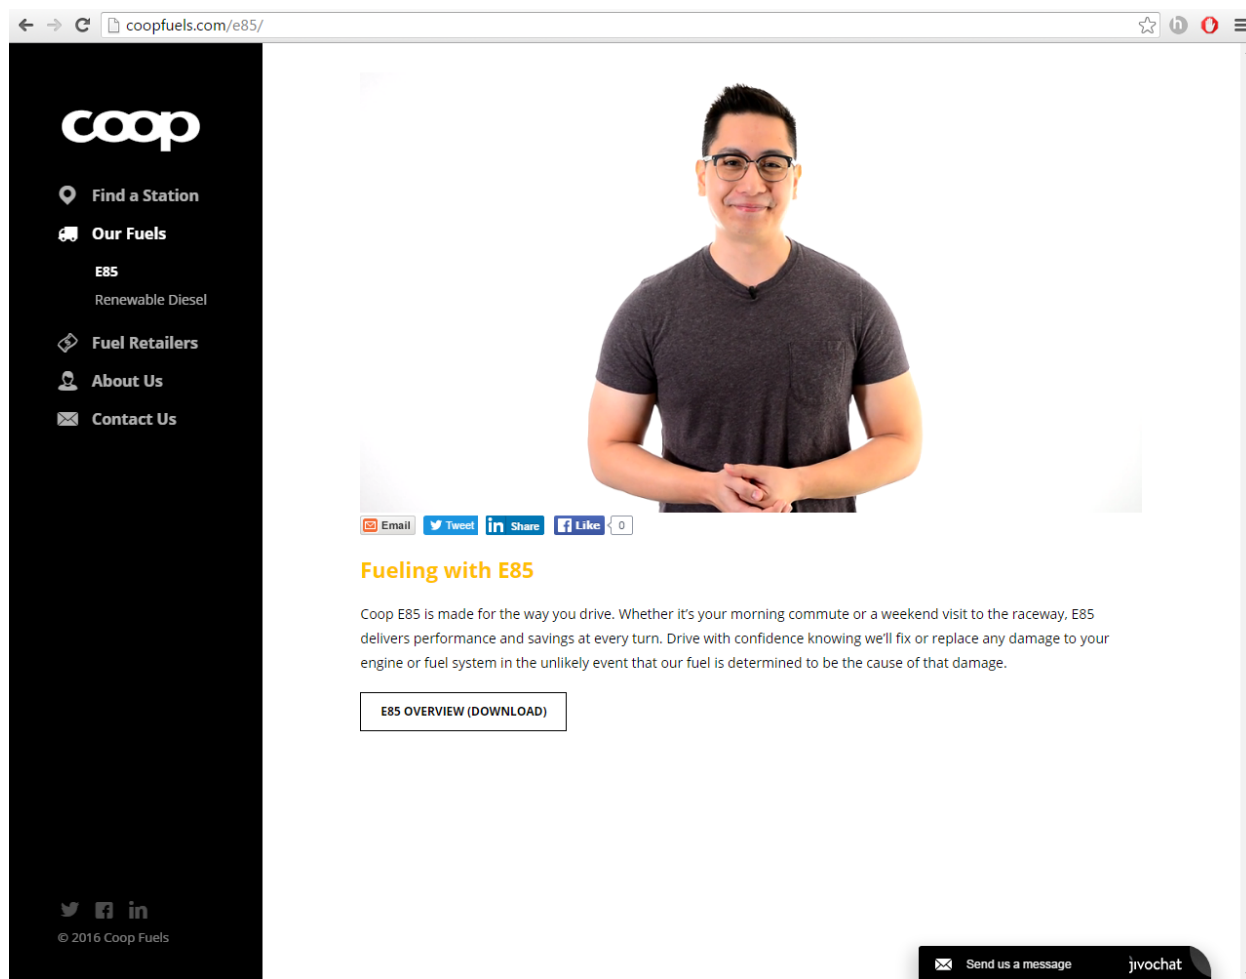 coopfuels.com/e85/
coop
Find a Station
Our Fuels
E85
Renewable Diesel
Fuel Retailers
About Us
Contact Us
Email Tweet in Share f Like 0
Fueling with E85
Coop E85 is made for the way you drive. Whether it’s your morning commute or a weekend visit to the raceway, E85
delivers performance and savings at every turn. Drive with confidence knowing we’ll fix or replace any damage to your
engine or fuel system in the unlikely event that our fuel is determined to be the cause of that damage.
E85 OVERVIEW (DOWNLOAD)
in
© 2016 Coop Fuels
Send us a message jivochat